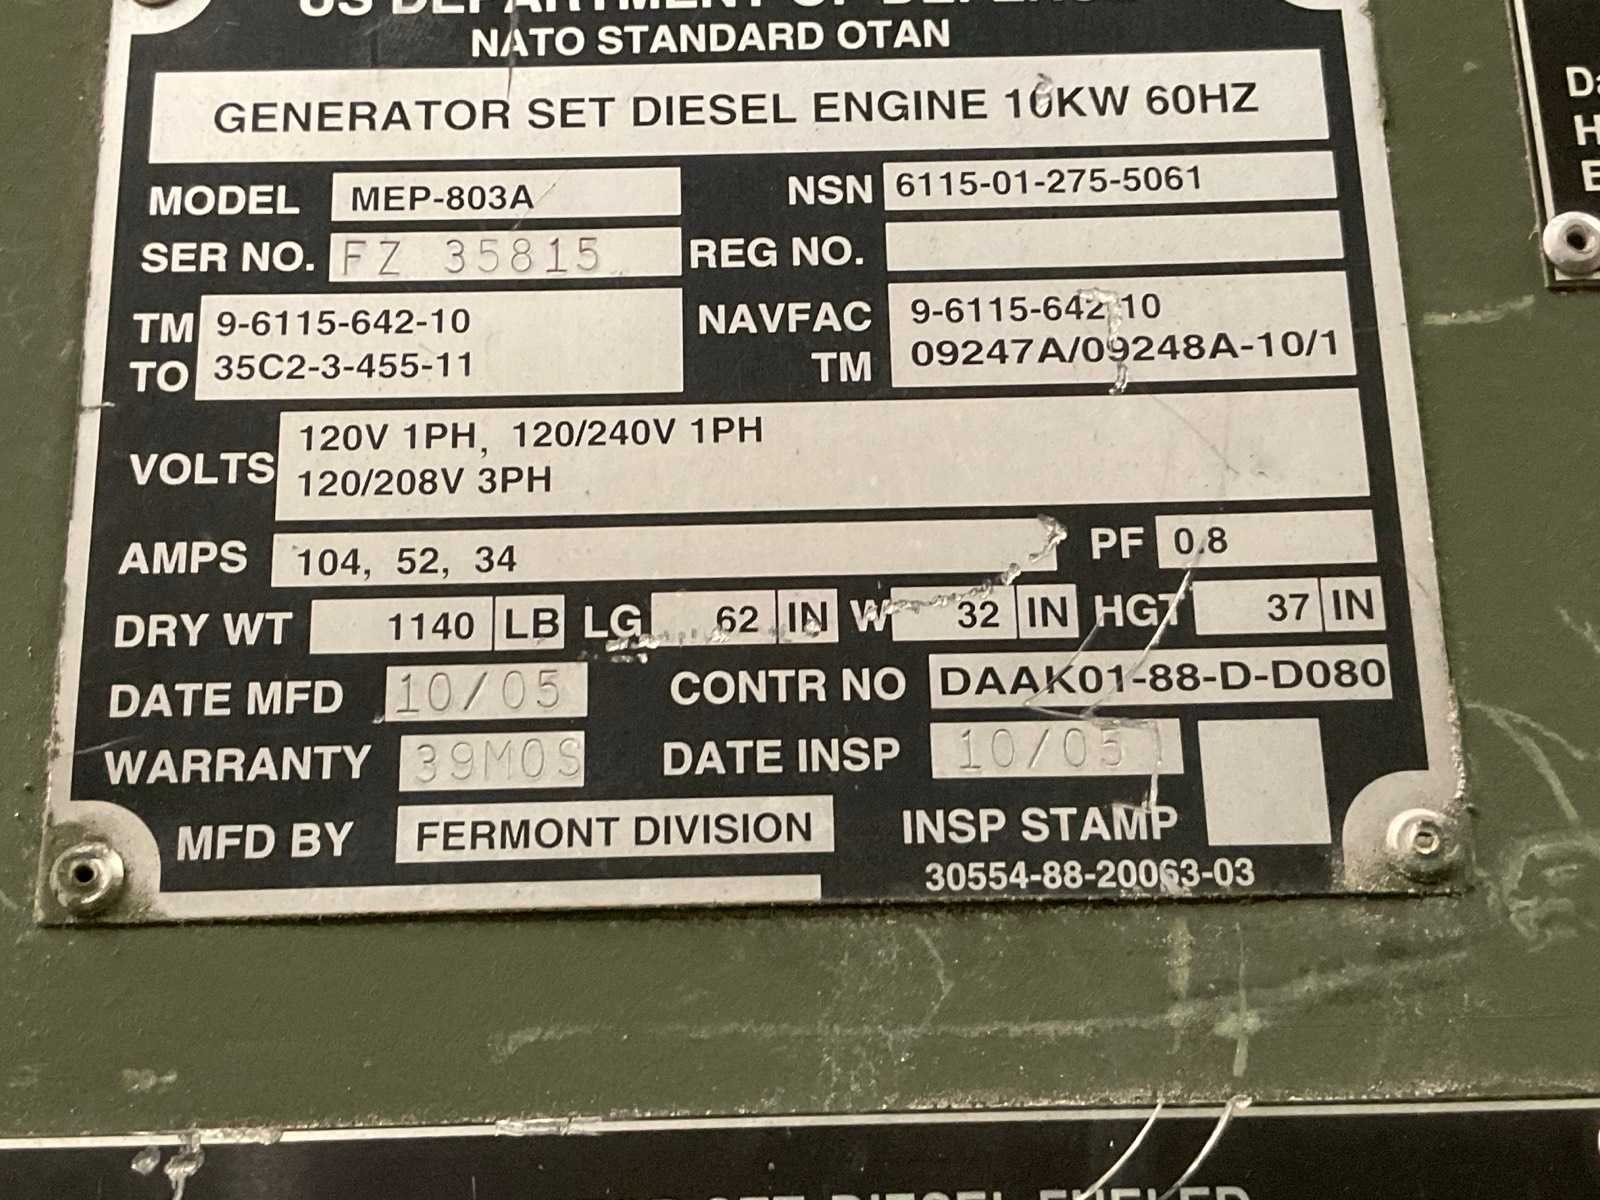 US DEPARTMENT OF DEFENSE
NATO STANDARD OTAN
GENERATOR SET DIESEL ENGINE 10KW 60HZ
MODEL MEP-803A NSN 6115-01-275-5061
SER NO. FZ 35815 REG NO.
TM 9-6115-642-10 NAVFAC 9-6115-642-10
TO 35C2-3-455-11 TM 09247A/09248A-10/1
VOLTS 120V 1PH, 120/240V 1PH
120/208V 3PH
AMPS 104, 52, 34 PF 0.8
DRY WT 1140 LB LG 62 IN W 32 IN HGT 37 IN
DATE MFD 10/05 CONTR NO DAAK01-88-D-D080
WARRANTY 39MOS DATE INSP 10/05
MFD BY FERMONT DIVISION INSP STAMP
30554-88-20063-03